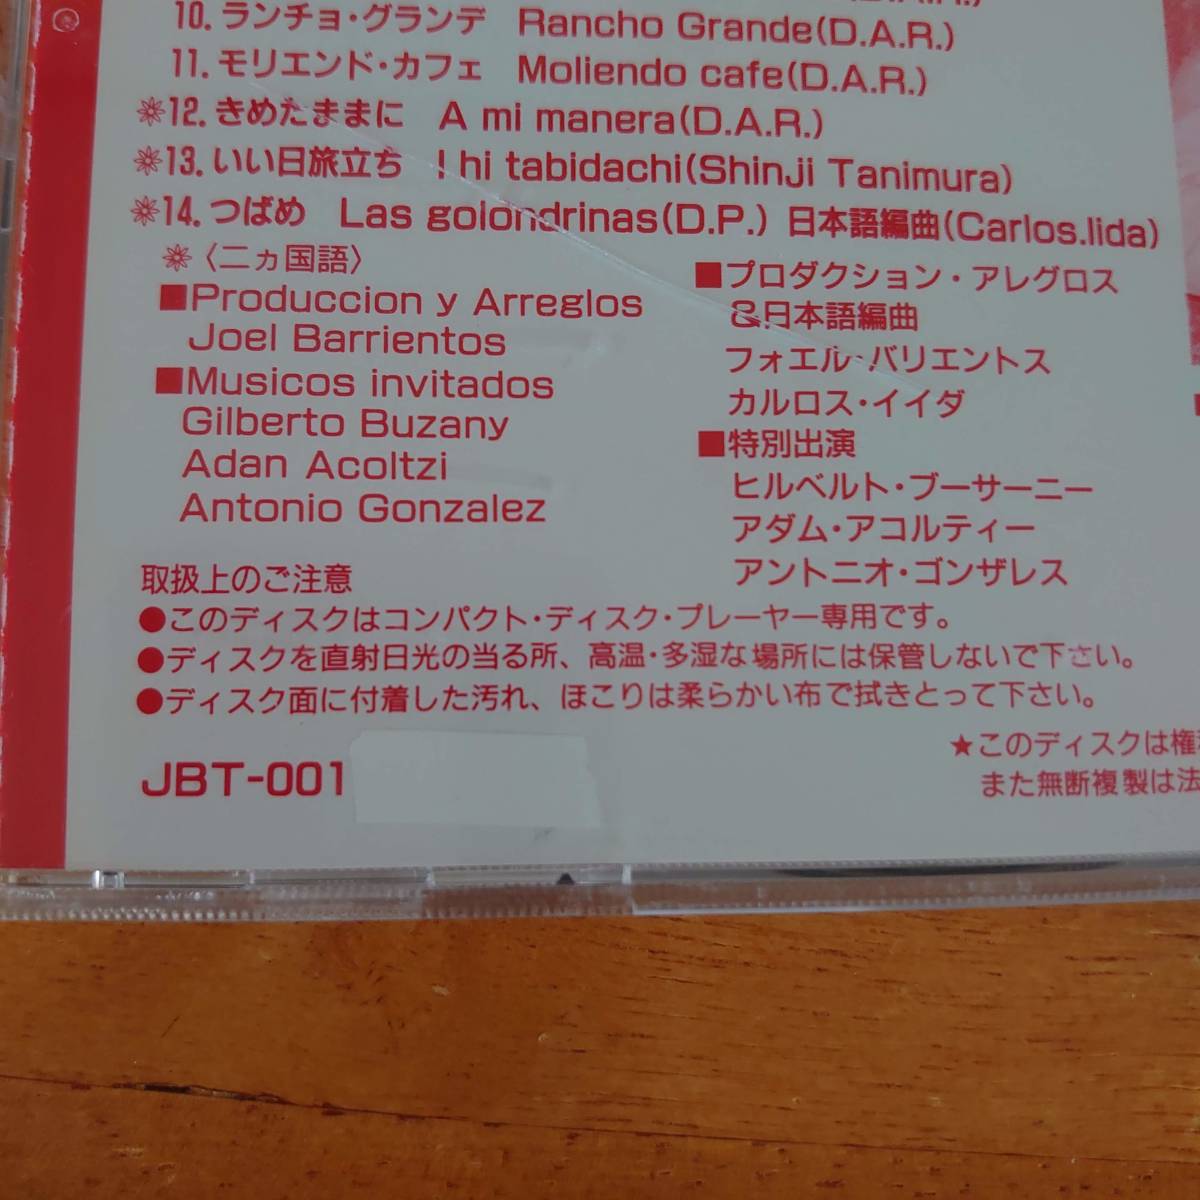 10. ランチョ・グランデ Rancho Grande(D.A.R.)
11. モリエンド・カフェ Moliendo cafe(D.A.R.)
❋12. きめたままに A mi manera(D.A.R.)
❋13. いい日旅立ち I hi tabidachi(Shinji Tanimura)
❋14. つばめ Las golondrinas(D.P.) 日本語編曲(Carlos.Iida)
❋〈二ヵ国語〉
■Produccion y Arreglos
Joel Barrientos
■Musicos invitados
Gilberto Buzany
Adan Acoltzi
Antonio Gonzalez
■プロダクション・アレグロス
&日本語編曲
フォエル・バリエントス
カルロス・イイダ
■特別出演
ヒルベルト・ブーサーニー
アダム・アコルティー
アントニオ・ゴンザレス
取扱上のご注意
●このディスクはコンパクト・ディスク・プレーヤー専用です。
●ディスクを直射日光の当る所、高温・多湿な場所には保管しないで下さい。
●ディスク面に付着した汚れ、ほこりは柔らかい布で拭きとって下さい。
★このディスクは権
また無断複製は法
JBT-001